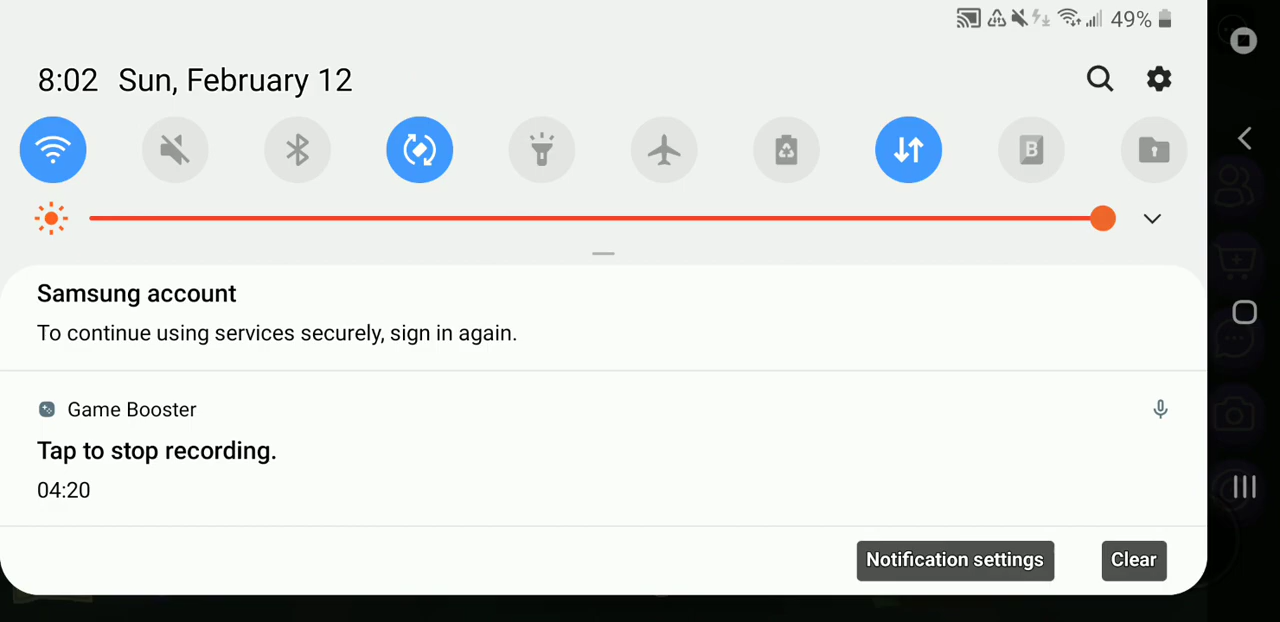 49%
8:02 Sun, February 12
B
Samsung account
To continue using services securely, sign in again.
Game Booster
Tap to stop recording.
04:20
Notification settings
Clear